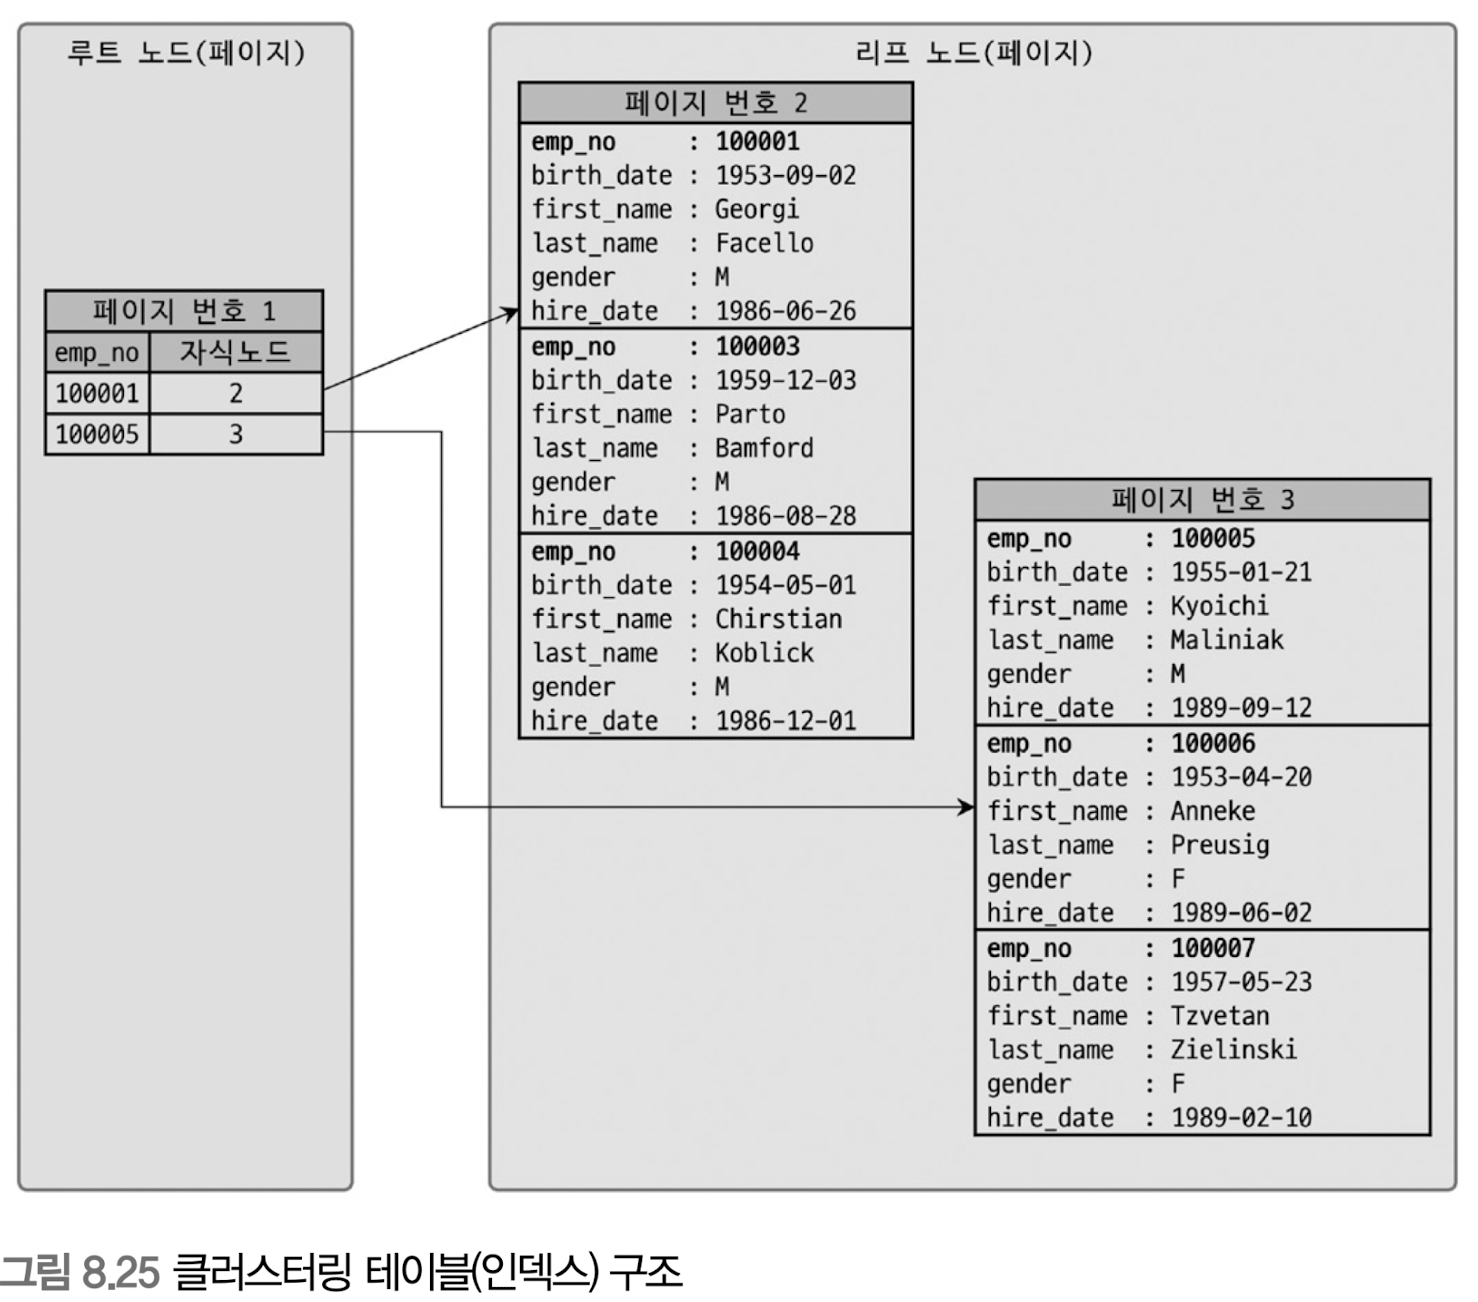 루트 노드(페이지)
페이지 번호 1
emp_no 자식노드
100001 2
100005 3
리프 노드(페이지)
페이지 번호 2
emp_no : 100001
birth_date : 1953-09-02
first_name : Georgi
last_name : Facello
gender : M
hire_date : 1986-06-26
emp_no : 100003
birth_date : 1959-12-03
first_name : Parto
last_name : Bamford
gender : M
hire_date : 1986-08-28
emp_no : 100004
birth_date : 1954-05-01
first_name : Chirstian
last_name : Koblick
gender : M
hire_date : 1986-12-01
페이지 번호 3
emp_no : 100005
birth_date : 1955-01-21
first_name : Kyoichi
last_name : Maliniak
gender : M
hire_date : 1989-09-12
emp_no : 100006
birth_date : 1953-04-20
first_name : Anneke
last_name : Preusig
gender : F
hire_date : 1989-06-02
emp_no : 100007
birth_date : 1957-05-23
first_name : Tzvetan
last_name : Zielinski
gender : F
hire_date : 1989-02-10
그림 8.25 클러스터링 테이블(인덱스) 구조